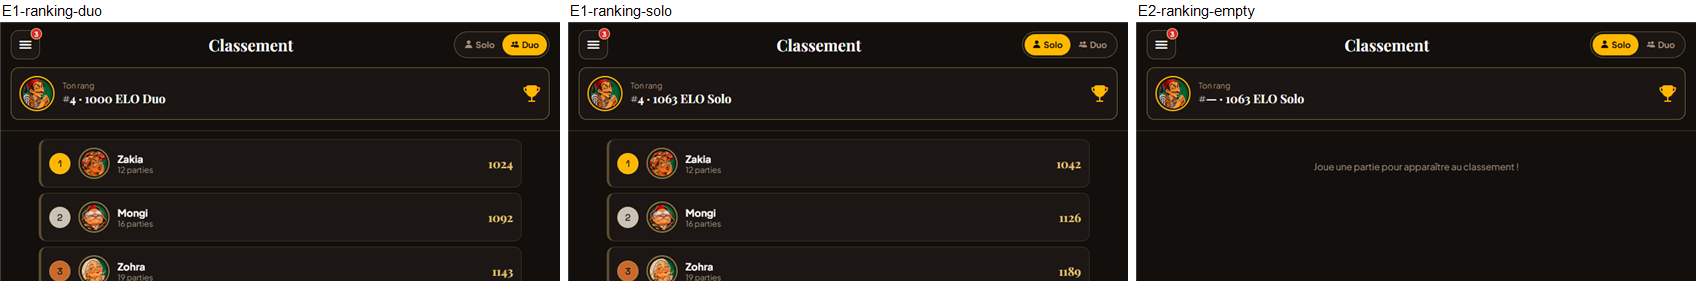 E1-ranking-duo
3
Classement
Solo Duo
Ton rang
#4 · 1000 ELO Duo
1 Zakia 1024
12 parties
2 Mongi 1092
16 parties
3 Zohra 1143
19 parties
E1-ranking-solo
3
Classement
Solo Duo
Ton rang
#4 · 1063 ELO Solo
1 Zakia 1042
12 parties
2 Mongi 1126
16 parties
3 Zohra 1189
19 parties
E2-ranking-empty
3
Classement
Solo Duo
Ton rang
#— · 1063 ELO Solo
Joue une partie pour apparaître au classement !